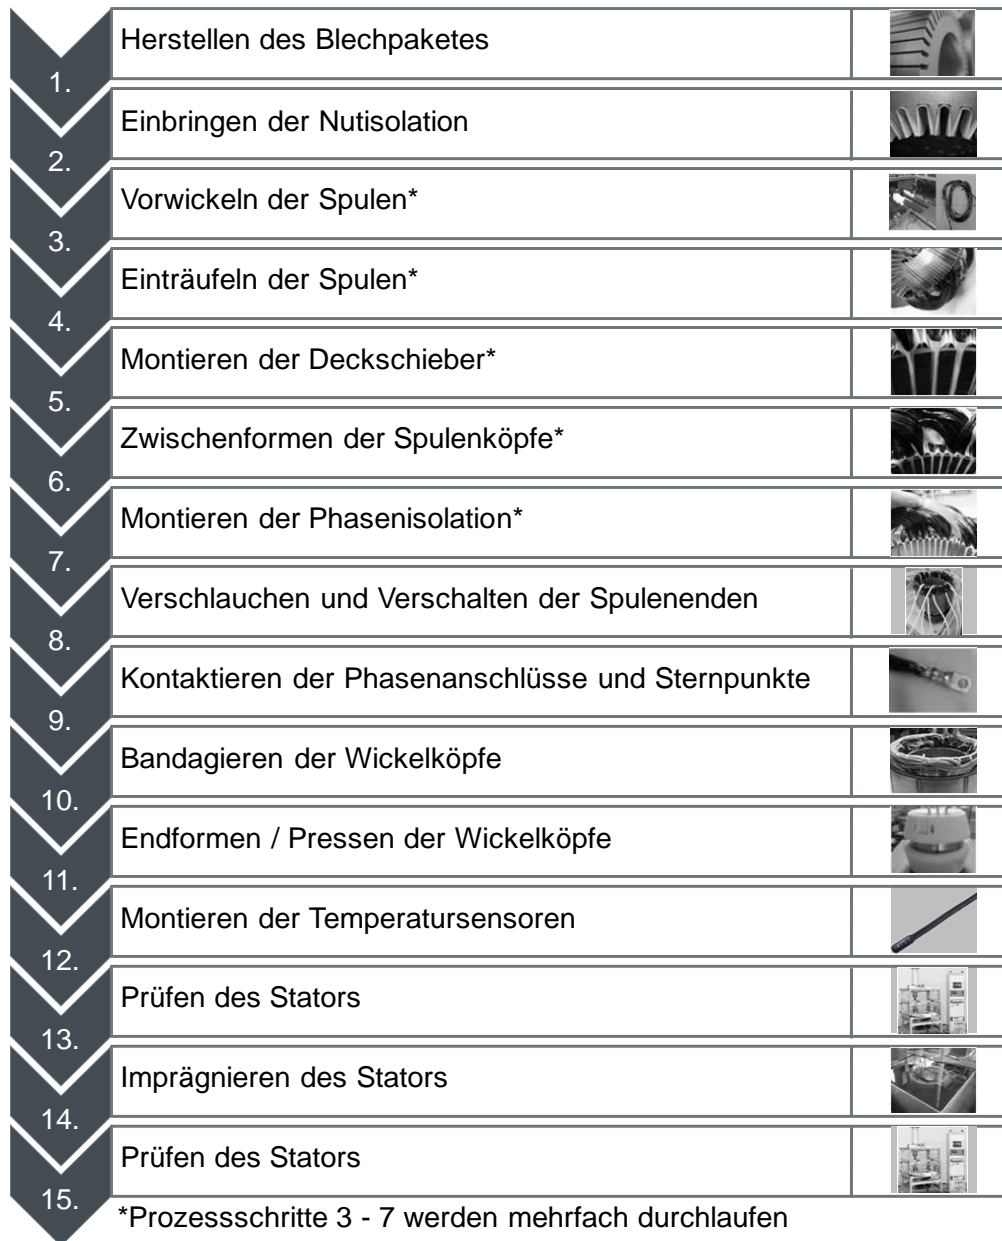 Herstellen des Blechpaketes
1.
Einbringen der Nutisolation
2.
Vorwickeln der Spulen*
3.
Einträufeln der Spulen*
4.
Montieren der Deckschieber*
5.
Zwischenformen der Spulenköpfe*
6.
Montieren der Phasenisolation*
7.
Verschlauchen und Verschalten der Spulenenden
8.
Kontaktieren der Phasenanschlüsse und Sternpunkte
9.
Bandagieren der Wickelköpfe
10.
Endformen / Pressen der Wickelköpfe
11.
Montieren der Temperatursensoren
12.
Prüfen des Stators
13.
Imprägnieren des Stators
14.
Prüfen des Stators
15.
*Prozessschritte 3 - 7 werden mehrfach durchlaufen